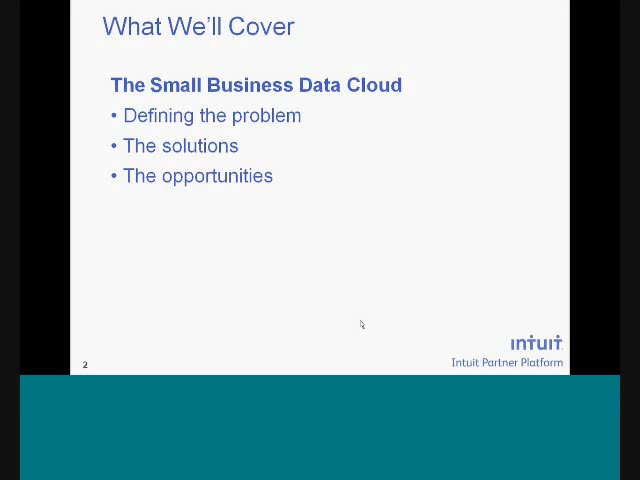 What We'll Cover
The Small Business Data Cloud
• Defining the problem
• The solutions
• The opportunities
intuit
2
Intuit Partner Platform